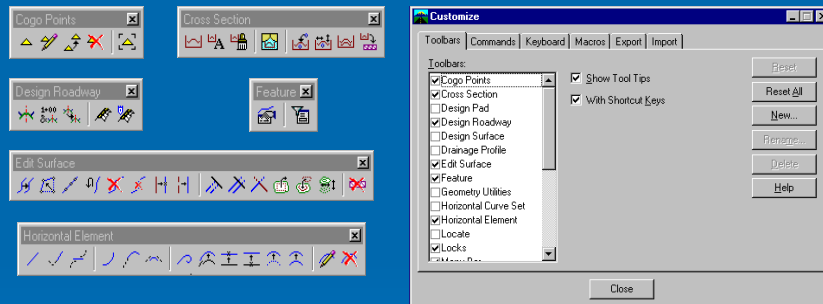 Cogo Points
Cross Section
Design Roadway
Feature
Edit Surface
Horizontal Element
Customize
Toolbars Commands Keyboard Macros Export Import
Toolbars:
Cogo Points
Cross Section
Design Pad
Design Roadway
Design Surface
Drainage Profile
Edit Surface
Feature
Geometry Utilities
Horizontal Curve Set
Horizontal Element
Locate
Locks
Show Tool Tips
With Shortcut Keys
Reset
Reset All
New...
Rename...
Delete
Help
Close